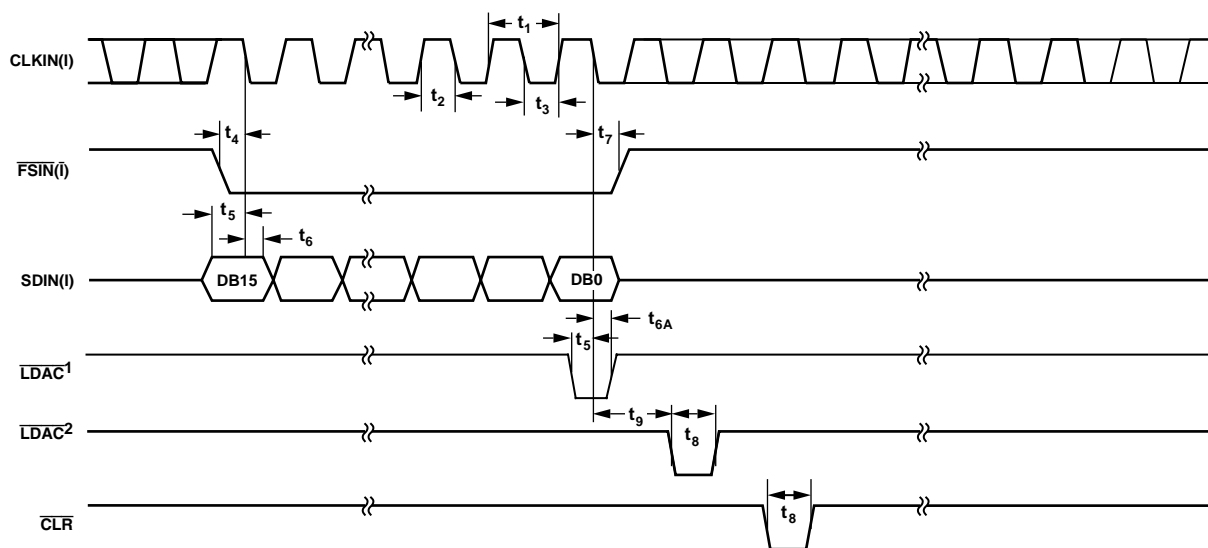 t1
CLKIN(I)
t2
t3
t4
t7
FSIN(I)
t5
t6
SDIN(I)
DB15
DB0
t6A
t5
LDAC1
t9
LDAC2
t8
t8
CLR